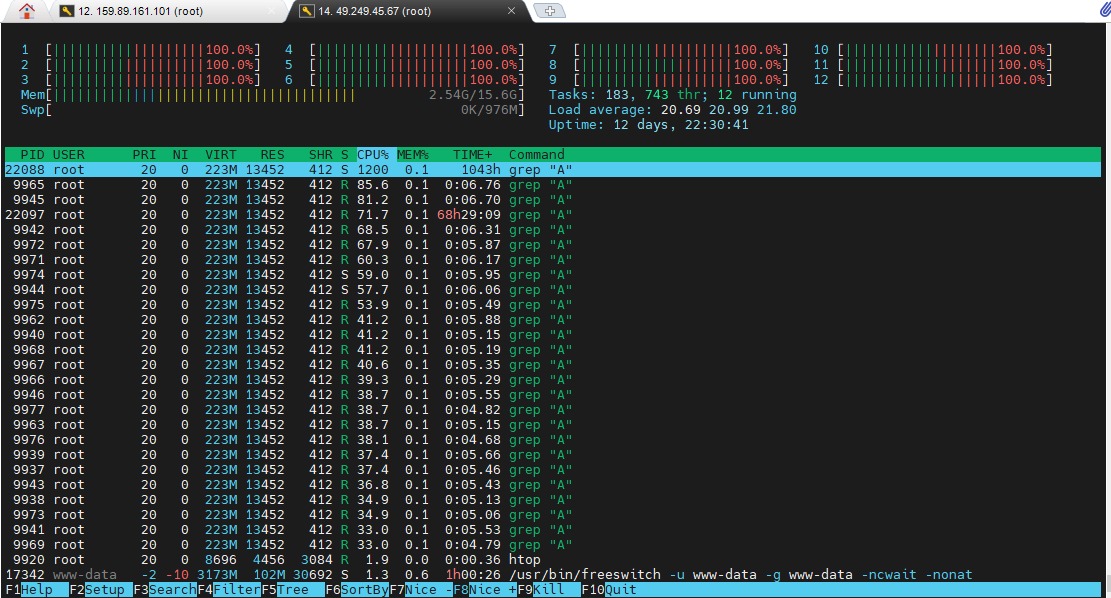 12. 159.89.161.101 (root) 14. 49.249.45.67 (root)
1 [||||||||||||||||||||100.0%] 4 [||||||||||||||||||||100.0%] 7 [||||||||||||||||||||100.0%] 10 [||||||||||||||||||||100.0%]
2 [||||||||||||||||||||100.0%] 5 [||||||||||||||||||||100.0%] 8 [||||||||||||||||||||100.0%] 11 [||||||||||||||||||||100.0%]
3 [||||||||||||||||||||100.0%] 6 [||||||||||||||||||||100.0%] 9 [||||||||||||||||||||100.0%] 12 [||||||||||||||||||||100.0%]
Mem[|||||||||||||||||||||||||||||||||||||| 2.54G/15.6G] Tasks: 183, 743 thr; 12 running
Swp[ 0K/976M] Load average: 20.69 20.99 21.80
Uptime: 12 days, 22:30:41
PID USER PRI NI VIRT RES SHR S CPU% MEM% TIME+ Command
22088 root 20 0 223M 13452 412 S 1200 0.1 1043h grep "A"
9965 root 20 0 223M 13452 412 R 85.6 0.1 0:06.76 grep "A"
9945 root 20 0 223M 13452 412 R 81.2 0.1 0:06.70 grep "A"
22097 root 20 0 223M 13452 412 R 71.7 0.1 68h29:09 grep "A"
9942 root 20 0 223M 13452 412 R 68.5 0.1 0:06.31 grep "A"
9972 root 20 0 223M 13452 412 R 67.9 0.1 0:05.87 grep "A"
9971 root 20 0 223M 13452 412 R 60.3 0.1 0:06.17 grep "A"
9974 root 20 0 223M 13452 412 S 59.0 0.1 0:05.95 grep "A"
9944 root 20 0 223M 13452 412 S 57.7 0.1 0:06.06 grep "A"
9975 root 20 0 223M 13452 412 R 53.9 0.1 0:05.49 grep "A"
9962 root 20 0 223M 13452 412 R 41.2 0.1 0:05.88 grep "A"
9940 root 20 0 223M 13452 412 R 41.2 0.1 0:05.15 grep "A"
9968 root 20 0 223M 13452 412 R 41.2 0.1 0:05.19 grep "A"
9967 root 20 0 223M 13452 412 R 40.6 0.1 0:05.35 grep "A"
9966 root 20 0 223M 13452 412 R 39.3 0.1 0:05.29 grep "A"
9946 root 20 0 223M 13452 412 R 38.7 0.1 0:05.55 grep "A"
9977 root 20 0 223M 13452 412 R 38.7 0.1 0:04.82 grep "A"
9963 root 20 0 223M 13452 412 R 38.7 0.1 0:05.15 grep "A"
9976 root 20 0 223M 13452 412 R 38.1 0.1 0:04.68 grep "A"
9939 root 20 0 223M 13452 412 R 37.4 0.1 0:05.66 grep "A"
9937 root 20 0 223M 13452 412 R 37.4 0.1 0:05.46 grep "A"
9943 root 20 0 223M 13452 412 R 36.8 0.1 0:05.43 grep "A"
9938 root 20 0 223M 13452 412 R 34.9 0.1 0:05.13 grep "A"
9973 root 20 0 223M 13452 412 R 34.9 0.1 0:05.06 grep "A"
9941 root 20 0 223M 13452 412 R 33.0 0.1 0:05.53 grep "A"
9969 root 20 0 223M 13452 412 R 33.0 0.1 0:04.79 grep "A"
9920 root 20 0 8696 4456 3084 R 1.9 0.0 0:00.36 htop
17342 www-data -2 -10 3173M 102M 30692 S 1.3 0.6 1h00:26 /usr/bin/freeswitch -u www-data -g www-data -ncwait -nonat
F1Help F2Setup F3SearchF4FilterF5Tree F6SortByF7Nice -F8Nice +F9Kill F10Quit